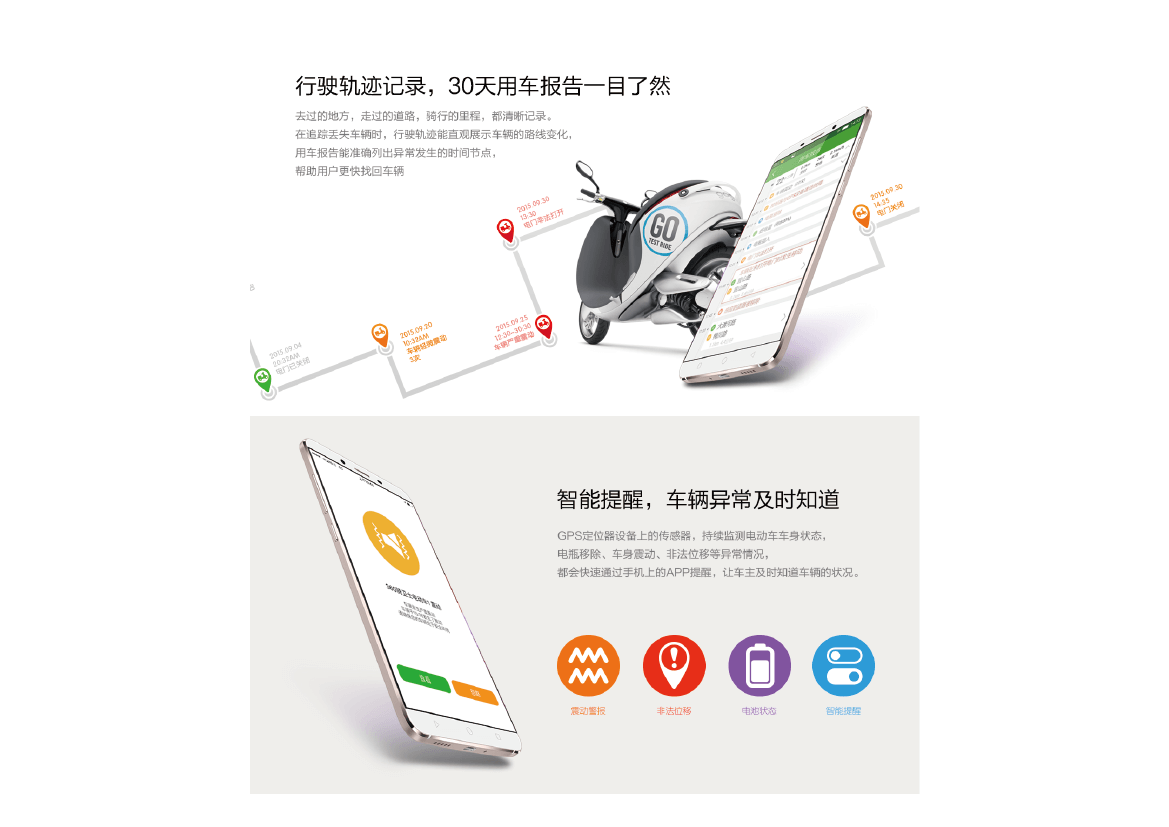 行驶轨迹记录，30天用车报告一目了然
去过的地方，走过的道路，骑行的里程，都清晰记录。
在追踪丢失车辆时，行驶轨迹能直观展示车辆的路线变化，
用车报告能准确列出异常发生的时间节点，
帮助用户更快找回车辆
2015.09.30
13:30
电门非法打开
GO
TEST RIDE
2015.09.30
14:35
电门关闭
8
2015.09.04
电门已关闭
2015.09.20
10:32AM
车辆轻微震动
3次
2015.09.25
12:30-30:30
车辆严重震动
智能提醒，车辆异常及时知道
GPS定位器设备上的传感器，持续监测电动车车身状态，
电瓶移除、车身震动、非法位移等异常情况，
都会快速通过手机上的APP提醒，让车主及时知道车辆的状况。
震动警报
非法位移
电池状态
智能提醒